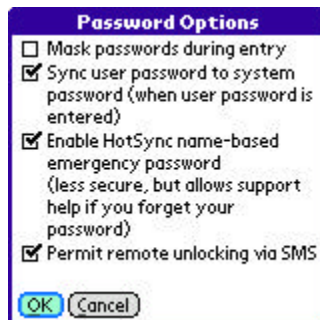 Password Options
Mask passwords during entry
Sync user password to system
password (when user password is
entered)
Enable HotSync name-based
emergency password
(less secure, but allows support
help if you forget your
password)
Permit remote unlocking via SMS
OK Cancel